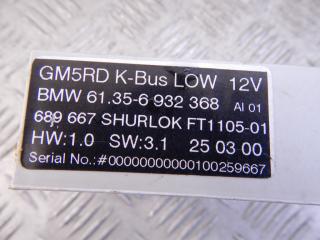 GM5RD K-Bus LOW 12V
BMW 61.35-6 932 368 AI 01
689 667 SHURLOK FT1105-01
HW:1.0 SW:3.1 25 03 00
Serial No.:#00000000000100259667